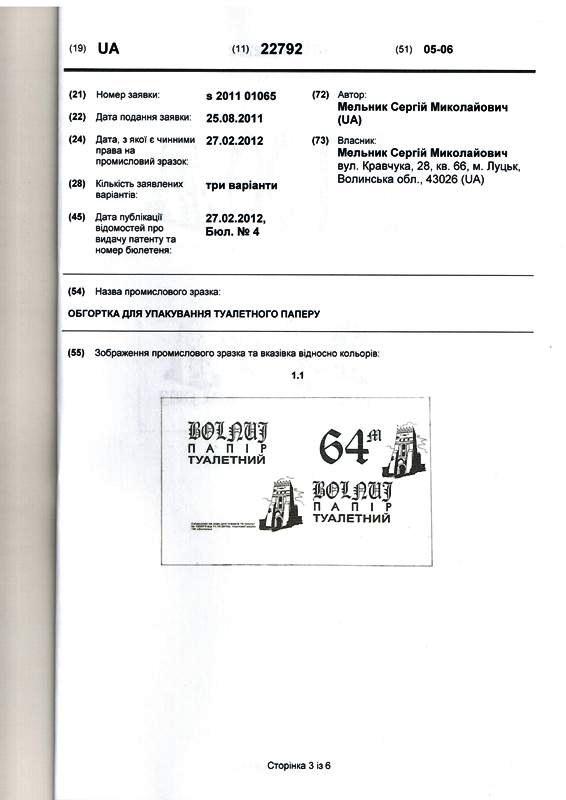 (19) UA (11) 22792 (51) 05-06
(21) Номер заявки: s 2011 01065
(22) Дата подання заявки: 25.08.2011
(24) Дата, з якої є чинними права на промисловий зразок: 27.02.2012
(28) Кількість заявлених варіантів: три варіанти
(45) Дата публікації відомостей про видачу патенту та номер бюлетеня: 27.02.2012, Бюл. № 4
(72) Автор:
Мельник Сергій Миколайович
(UA)
(73) Власник:
Мельник Сергій Миколайович
вул. Кравчука, 28, кв. 66, м. Луцьк,
Волинська обл., 43026 (UA)
(54) Назва промислового зразка:
ОБГОРТКА ДЛЯ УПАКУВАННЯ ТУАЛЕТНОГО ПАПЕРУ
(55) Зображення промислового зразка та вказівка відносно кольорів:
1.1
BOLNUJ
ПАПІР
ТУАЛЕТНИЙ
64м
BOLNUJ
ПАПІР
ТУАЛЕТНИЙ
Сторінка 3 із 6